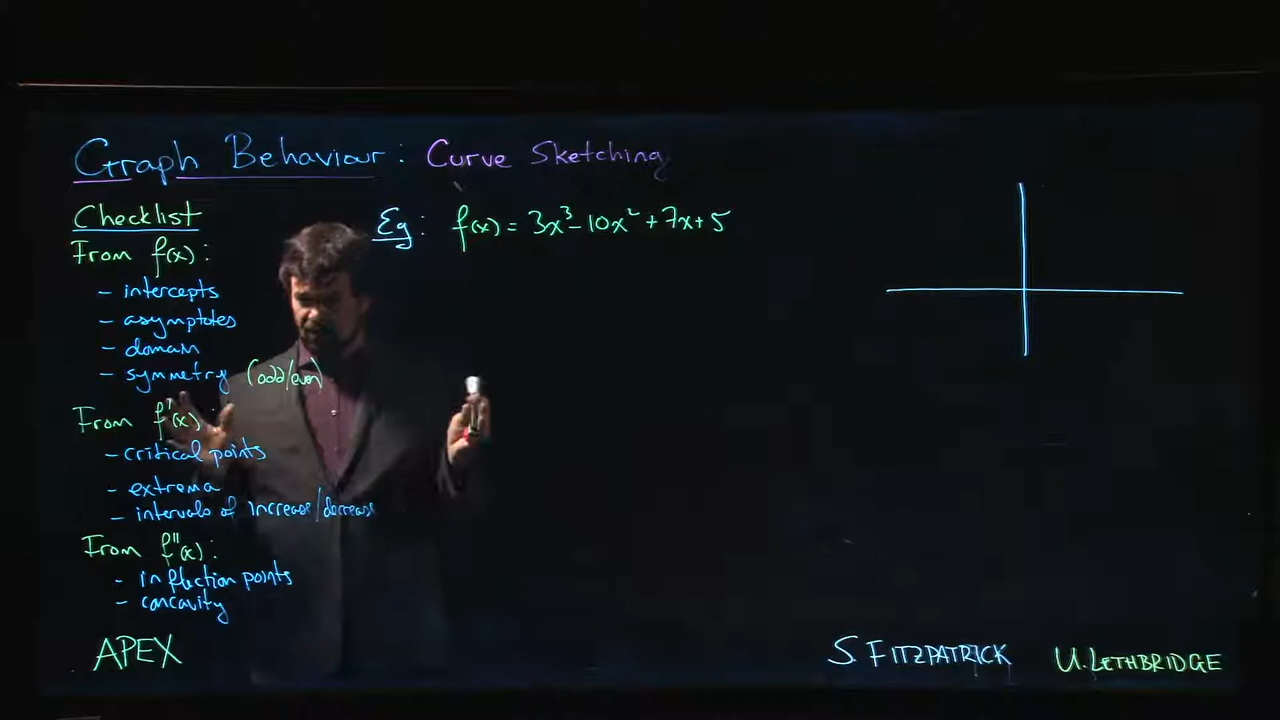 Graph Behaviour: Curve Sketching
Checklist
From f(x):
- intercepts
- asymptotes
- domain
- symmetry (odd/even)
From f'(x):
- critical points
- extrema
- intervals of increase/decrease
From f''(x):
- inflection points
- concavity
APEX
Eg: f(x) = 3x³ - 10x² + 7x + 5
S. FITZPATRICK U. LETHBRIDGE